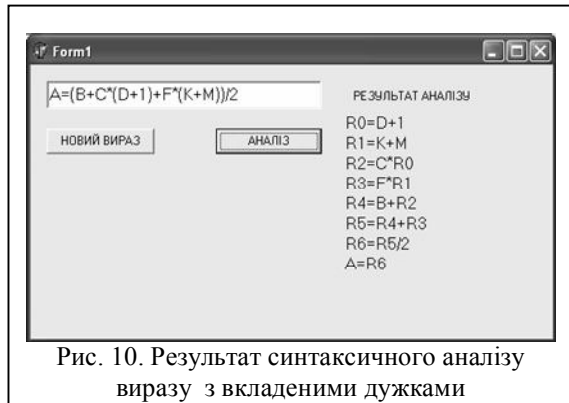 Form1
A=(B+C*(D+1)+F*(K+M))/2
РЕЗУЛЬТАТ АНАЛІЗУ
НОВИЙ ВИРАЗ
АНАЛІЗ
R0=D+1
R1=K+M
R2=C*R0
R3=F*R1
R4=B+R2
R5=R4+R3
R6=R5/2
A=R6
Рис. 10. Результат синтаксичного аналізу
виразу з вкладеними дужками